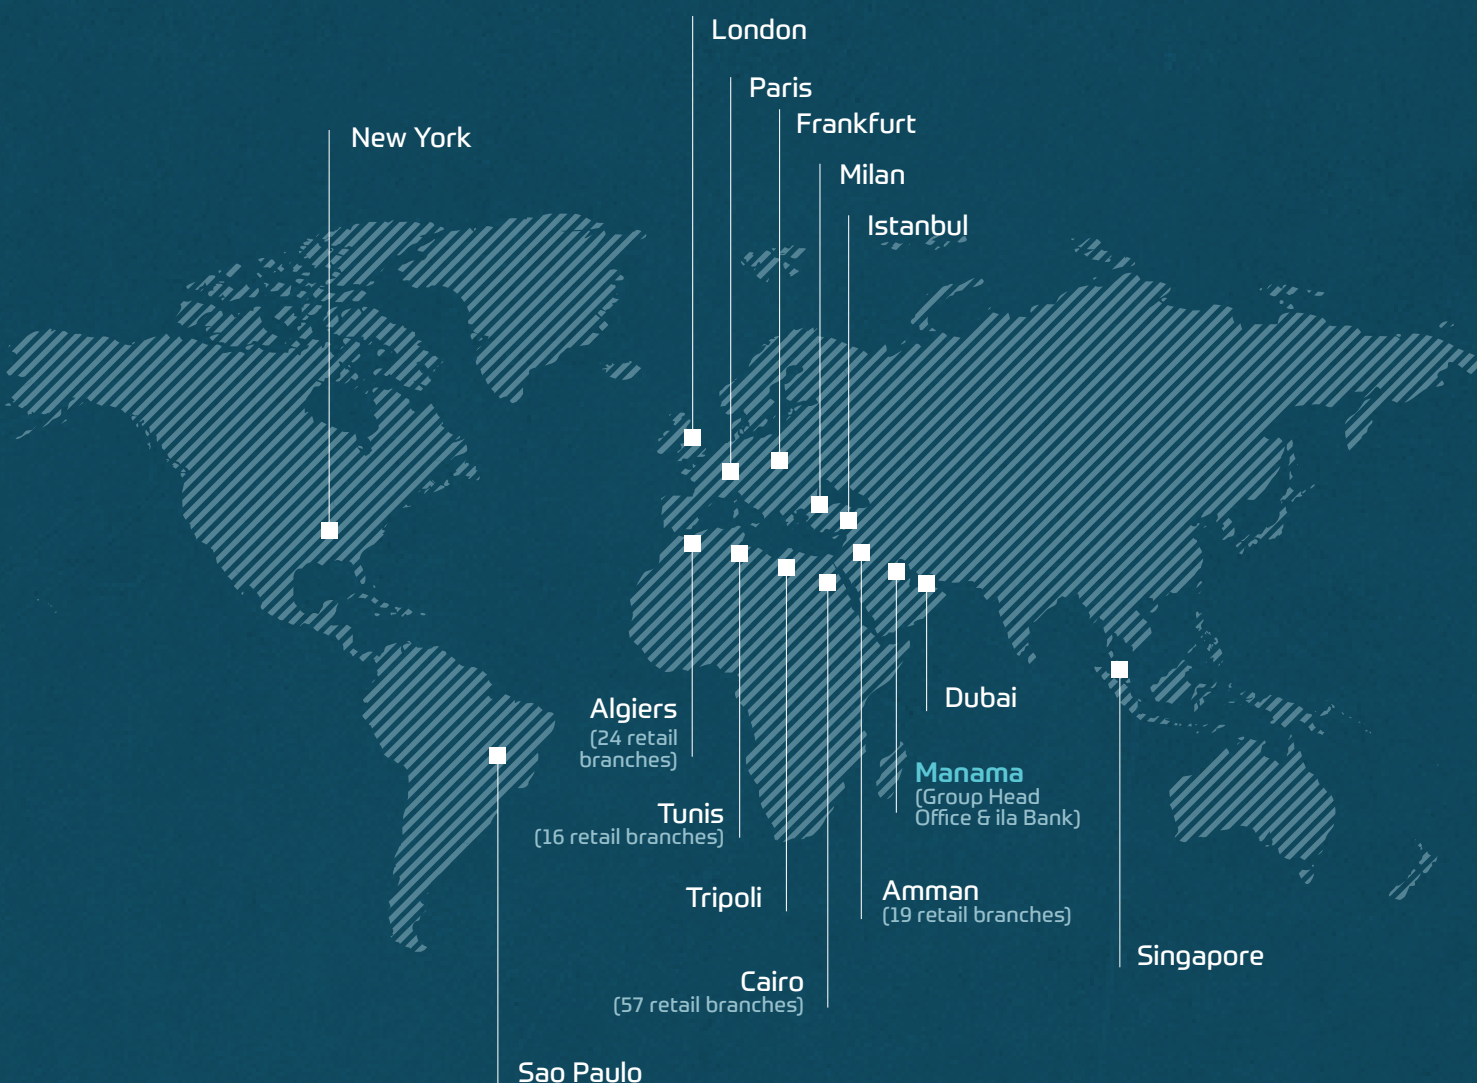 London
Paris
Frankfurt
New York
Milan
Istanbul
Dubai
Algiers
(24 retail
branches)
Manama
(Group Head
Office & ila Bank)
Tunis
(16 retail branches)
Tripoli
Amman
(19 retail branches)
Singapore
Cairo
(57 retail branches)
Sao Paulo